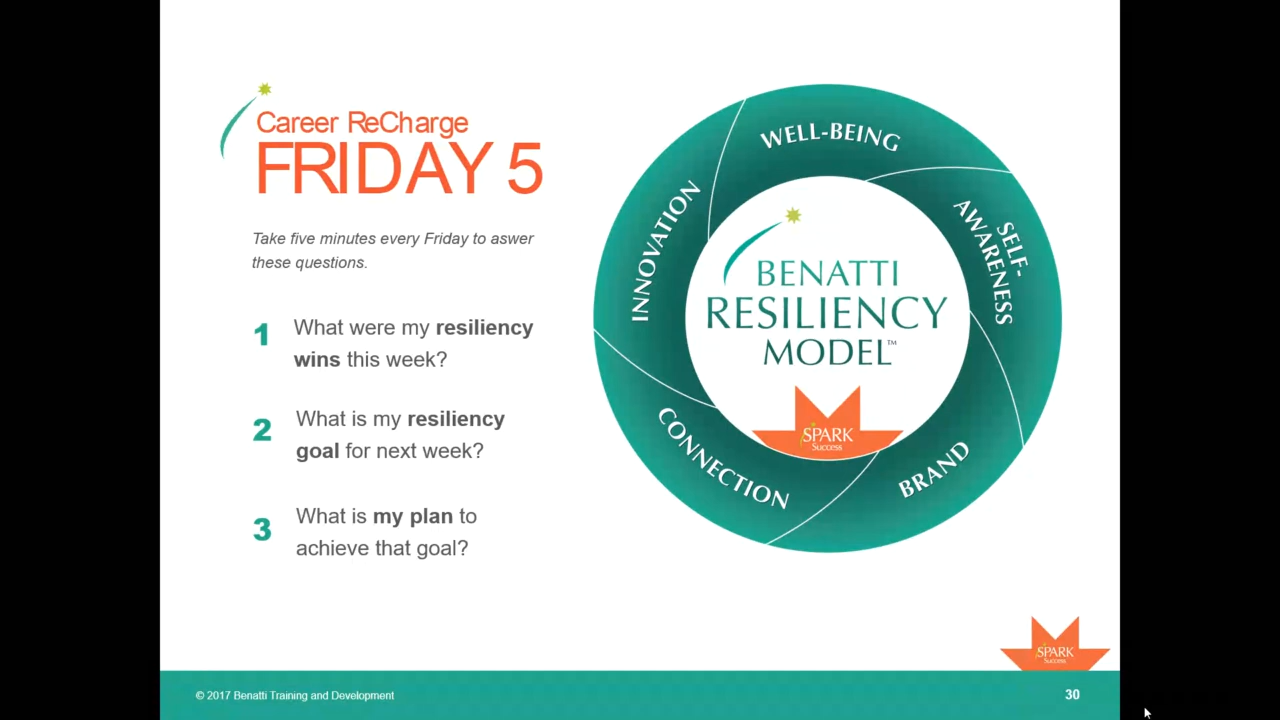 Career ReCharge
FRIDAY 5
Take five minutes every Friday to aswer
these questions.
1 What were my resiliency
wins this week?
2 What is my resiliency
goal for next week?
3 What is my plan to
achieve that goal?
WELL-BEING
SELF-
AWARENESS
BRAND
CONNECTION
INNOVATION
BENATTI
RESILIENCY
MODEL™
SPARK
Success
SPARK
Success
© 2017 Benatti Training and Development
30